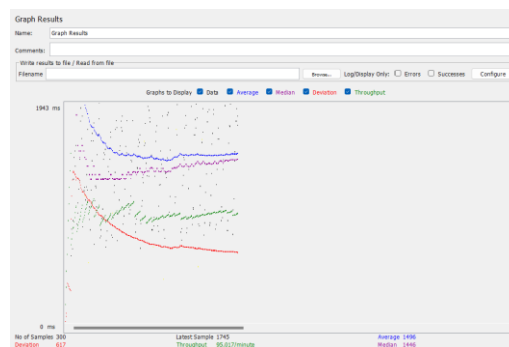 Graph Results
Name: Graph Results
Comments:
Write results to file / Read from file
Filename Browse... Log/Display Only: Errors Successes Configure
Graphs to Display Data Average Median Deviation Throughput
1943 ms
0 ms
No of Samples 300 Latest Sample 1745 Average 1496
Deviation 617 Throughput 95.017/minute Median 1446